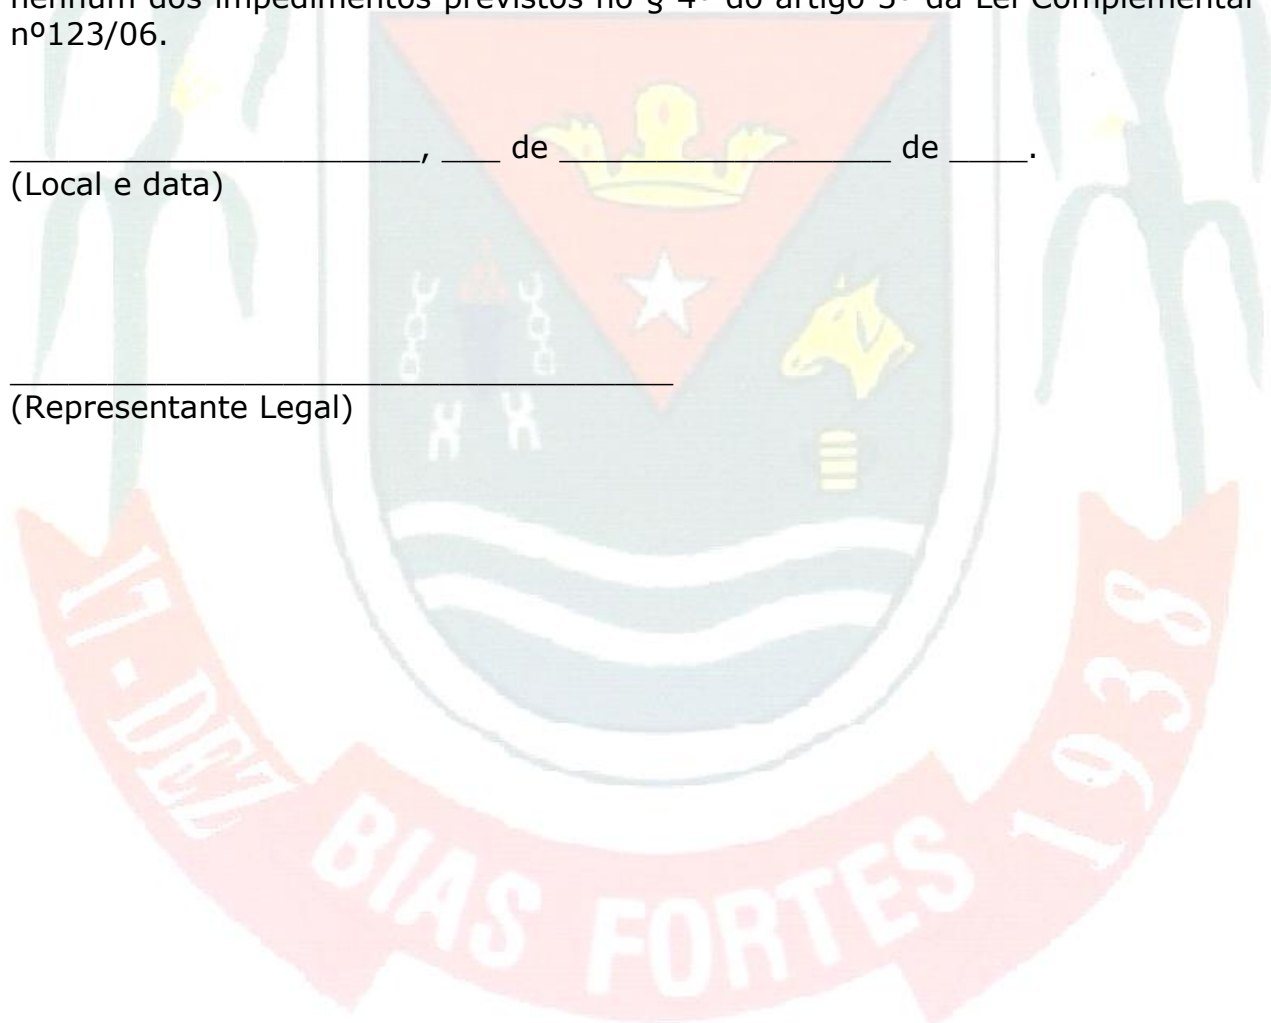 nenhum dos impedimentos previstos no § 4º do artigo 3º da Lei Complementar
nº123/06.
_____________________, ___ de _________________ de ____.
(Local e data)
__________________________________
(Representante Legal)
17 - DEZ BIAS FORTES 1938